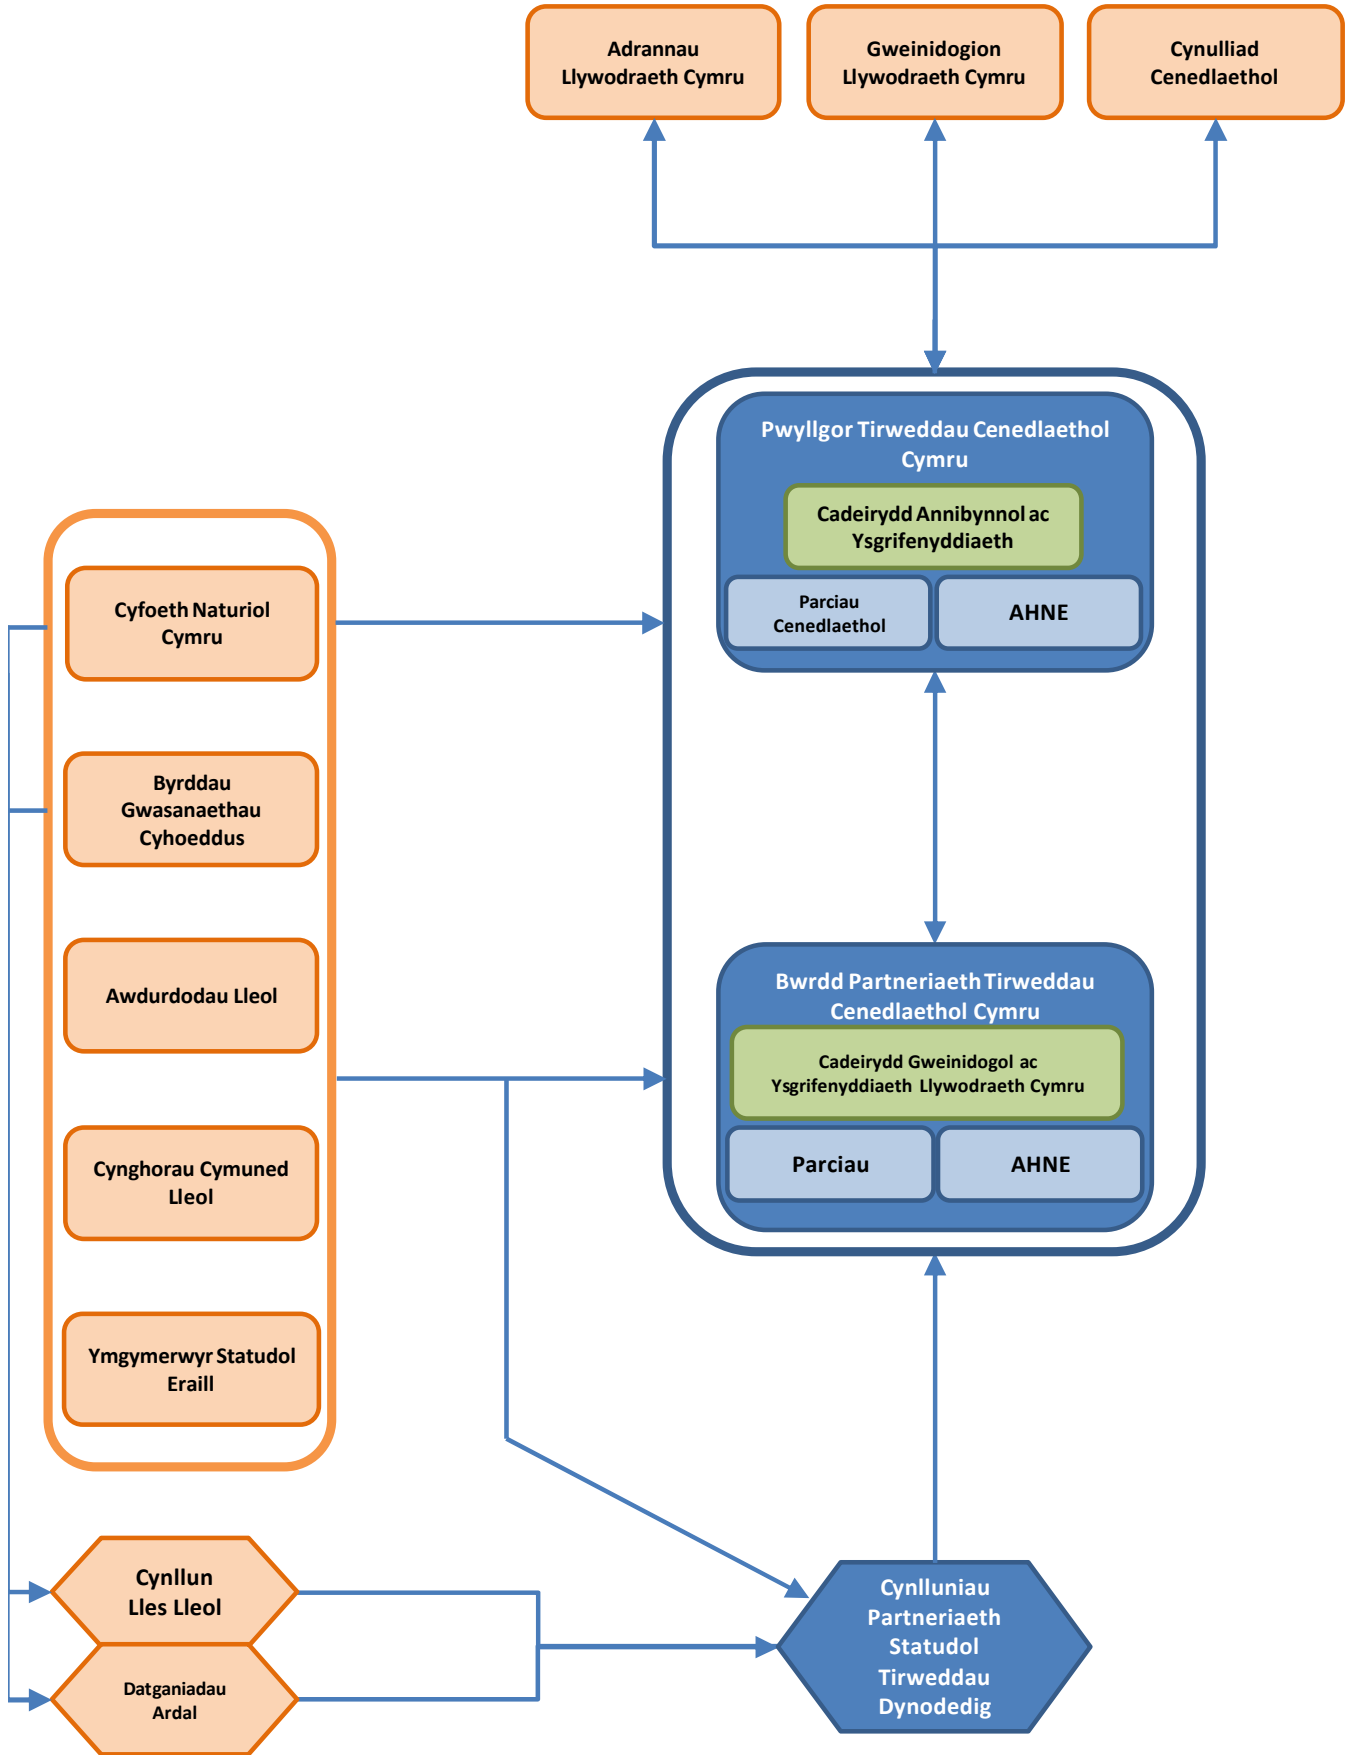 Adrannau
Llywodraeth Cymru
Gweinidogion
Llywodraeth Cymru
Cynulliad
Cenedlaethol
Pwyllgor Tirweddau Cenedlaethol
Cymru
Cadeirydd Annibynnol ac
Ysgrifenyddiaeth
Parciau
Cenedlaethol
AHNE
Cyfoeth Naturiol
Cymru
Byrddau
Gwasanaethau
Cyhoeddus
Awdurdodau Lleol
Cynghorau Cymuned
Lleol
Ymgymerwyr Statudol
Eraill
Bwrdd Partneriaeth Tirweddau
Cenedlaethol Cymru
Cadeirydd Gweinidogol ac
Ysgrifenyddiaeth Llywodraeth Cymru
Parciau
AHNE
Cynllun
Lles Lleol
Datganiadau
Ardal
Cynlluniau
Partneriaeth
Statudol
Tirweddau
Dynodedig